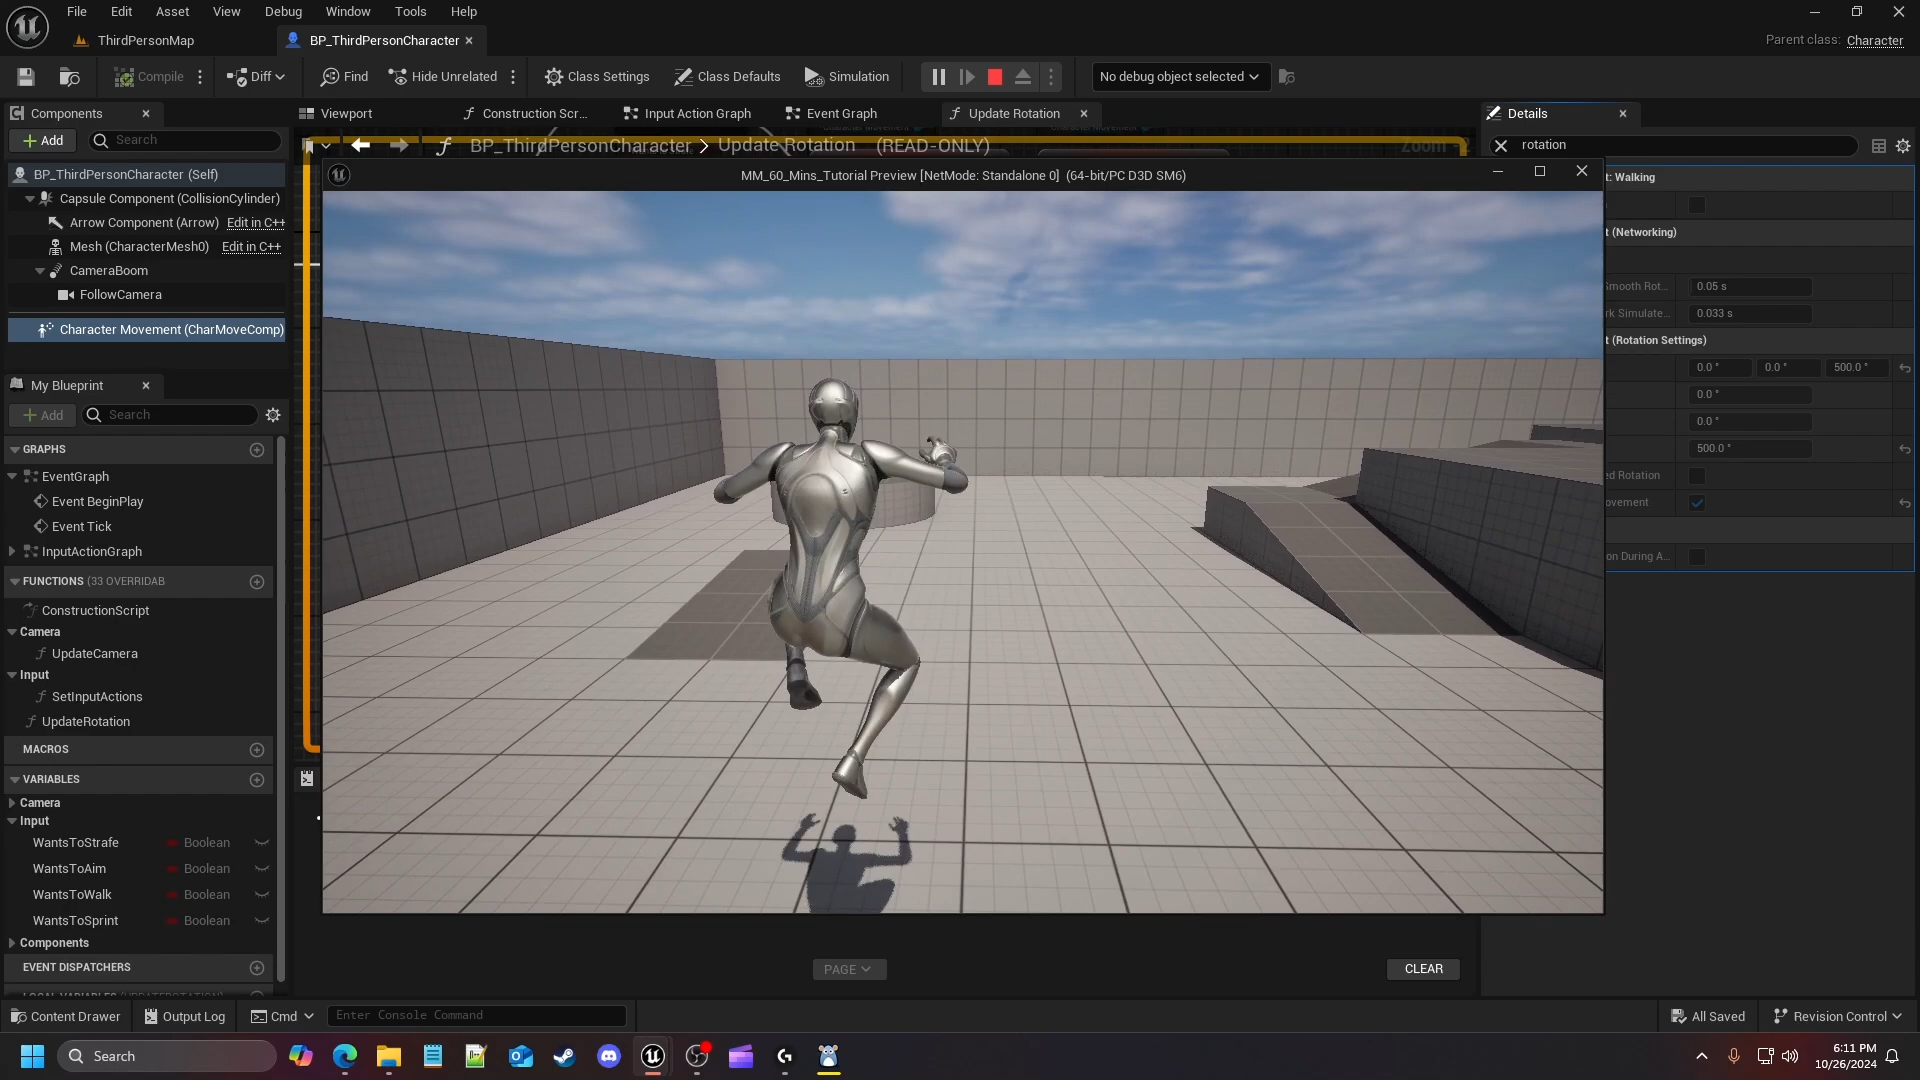 File Edit Asset View Debug Window Tools Help
ThirdPersonMap
BP_ThirdPersonCharacter
Parent class: Character
Compile
Diff
Find
Hide Unrelated
Class Settings
Class Defaults
Simulation
No debug object selected
Components
Viewport
Construction Scr...
Input Action Graph
Event Graph
Update Rotation
Details
Add
Search
BP_ThirdPersonCharacter > Update Rotation (READ-ONLY)
Zoom
rotation
BP_ThirdPersonCharacter (Self)
Capsule Component (CollisionCylinder)
Arrow Component (Arrow) Edit in C++
Mesh (CharacterMesh0) Edit in C++
CameraBoom
FollowCamera
Character Movement (CharMoveComp)
MM_60_Mins_Tutorial Preview [NetMode: Standalone 0] (64-bit/PC D3D SM6)
t: Walking
t (Networking)
Smooth Rot... 0.05 s
rk Simulate... 0.033 s
t (Rotation Settings)
0.0 ° 0.0 ° 500.0 °
0.0 °
0.0 °
500.0 °
ed Rotation
ovement
on During A...
My Blueprint
Add
Search
GRAPHS
EventGraph
Event BeginPlay
Event Tick
InputActionGraph
FUNCTIONS (33 OVERRIDAB
ConstructionScript
Camera
UpdateCamera
Input
SetInputActions
UpdateRotation
MACROS
VARIABLES
Camera
Input
WantsToStrafe Boolean
WantsToAim Boolean
WantsToWalk Boolean
WantsToSprint Boolean
Components
EVENT DISPATCHERS
PAGE
CLEAR
Content Drawer
Output Log
Cmd
Enter Console Command
All Saved
Revision Control
Search
6:11 PM
10/26/2024